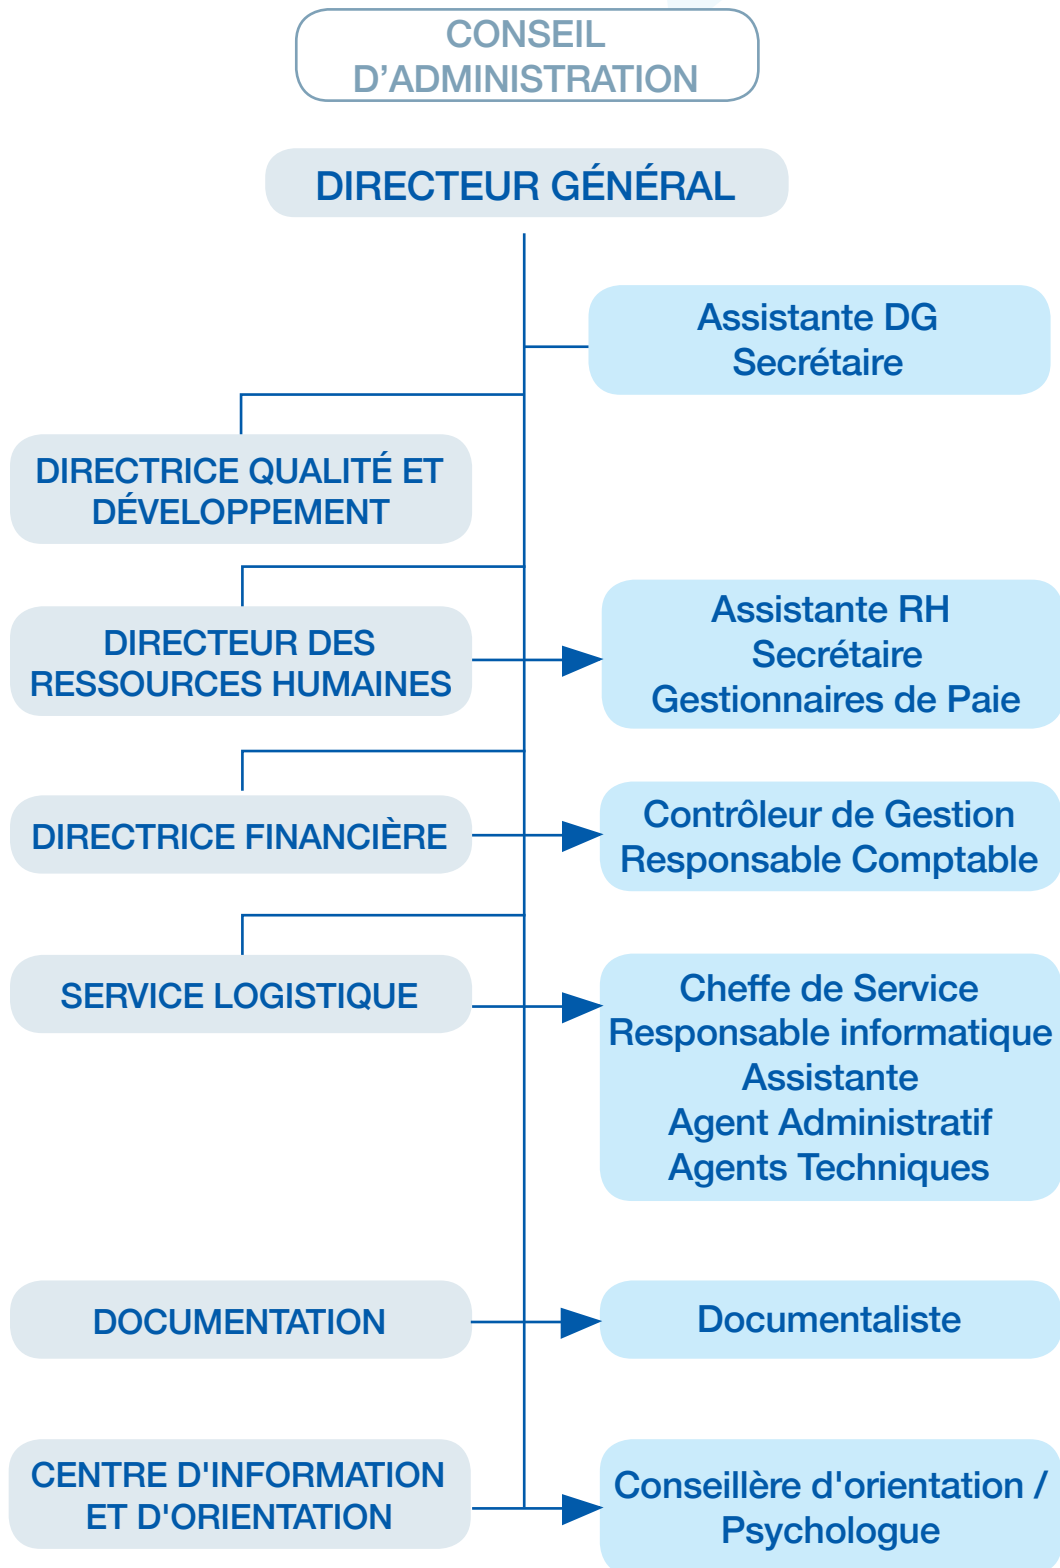 CONSEIL
D’ADMINISTRATION
DIRECTEUR GÉNÉRAL
Assistante DG
Secrétaire
DIRECTRICE QUALITÉ ET
DÉVELOPPEMENT
DIRECTEUR DES
RESSOURCES HUMAINES
Assistante RH
Secrétaire
Gestionnaires de Paie
DIRECTRICE FINANCIÈRE
Contrôleur de Gestion
Responsable Comptable
SERVICE LOGISTIQUE
Cheffe de Service
Responsable informatique
Assistante
Agent Administratif
Agents Techniques
DOCUMENTATION
Documentaliste
CENTRE D'INFORMATION
ET D'ORIENTATION
Conseillère d'orientation /
Psychologue